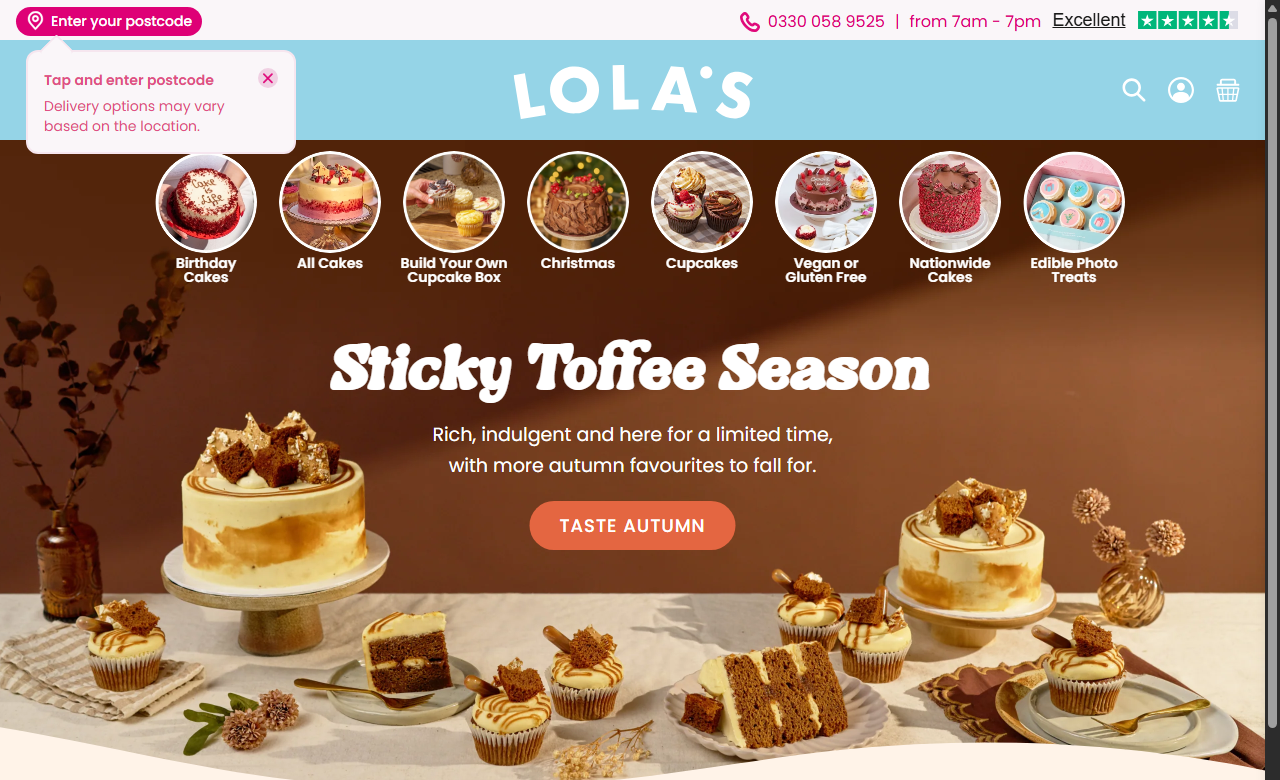 Enter your postcode
0330 058 9525 | from 7am - 7pm Excellent
Tap and enter postcode
Delivery options may vary
based on the location.
LOLA'S
Birthday
Cakes
All Cakes
Build Your Own
Cupcake Box
Christmas
Cupcakes
Vegan or
Gluten Free
Nationwide
Cakes
Edible Photo
Treats
Sticky Toffee Season
Rich, indulgent and here for a limited time,
with more autumn favourites to fall for.
TASTE AUTUMN